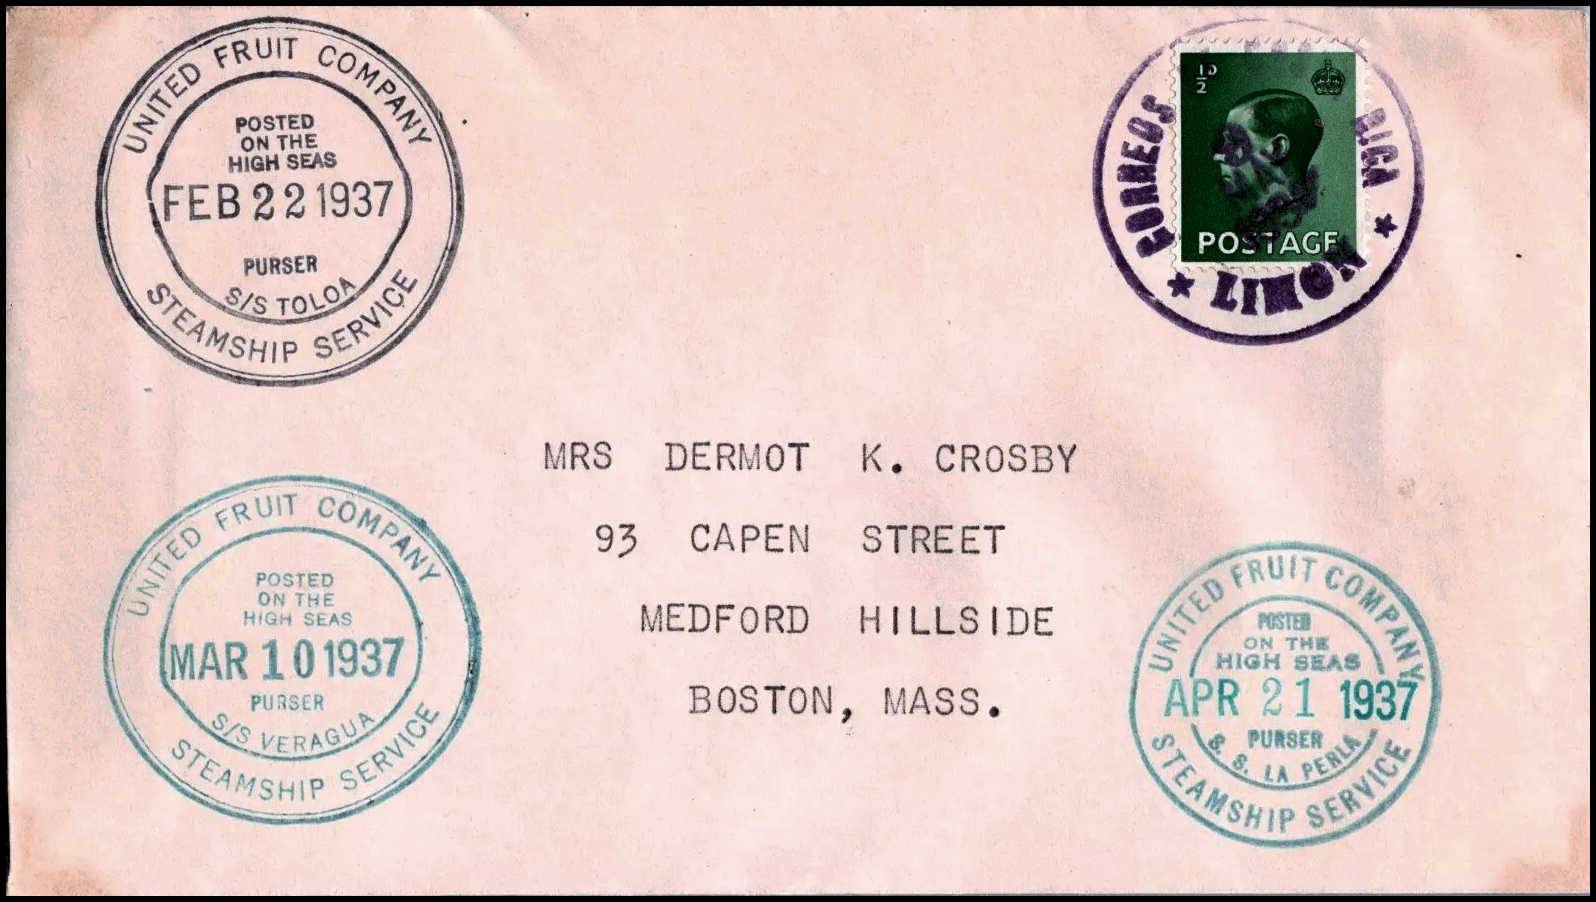 UNITED FRUIT COMPANY
POSTED
ON THE
HIGH SEAS
FEB 22 1937
PURSER
S/S TOLOA
STEAMSHIP SERVICE
1/2 D
POSTAGE
CORREOS RICA
★ LIMON ★
MRS DERMOT K. CROSBY
93 CAPEN STREET
MEDFORD HILLSIDE
BOSTON, MASS.
UNITED FRUIT COMPANY
POSTED
ON THE
HIGH SEAS
MAR 10 1937
PURSER
S/S VERAGUA
STEAMSHIP SERVICE
UNITED FRUIT COMPANY
POSTED
ON THE
HIGH SEAS
APR 21 1937
PURSER
S. S. LA PERLA
STEAMSHIP SERVICE